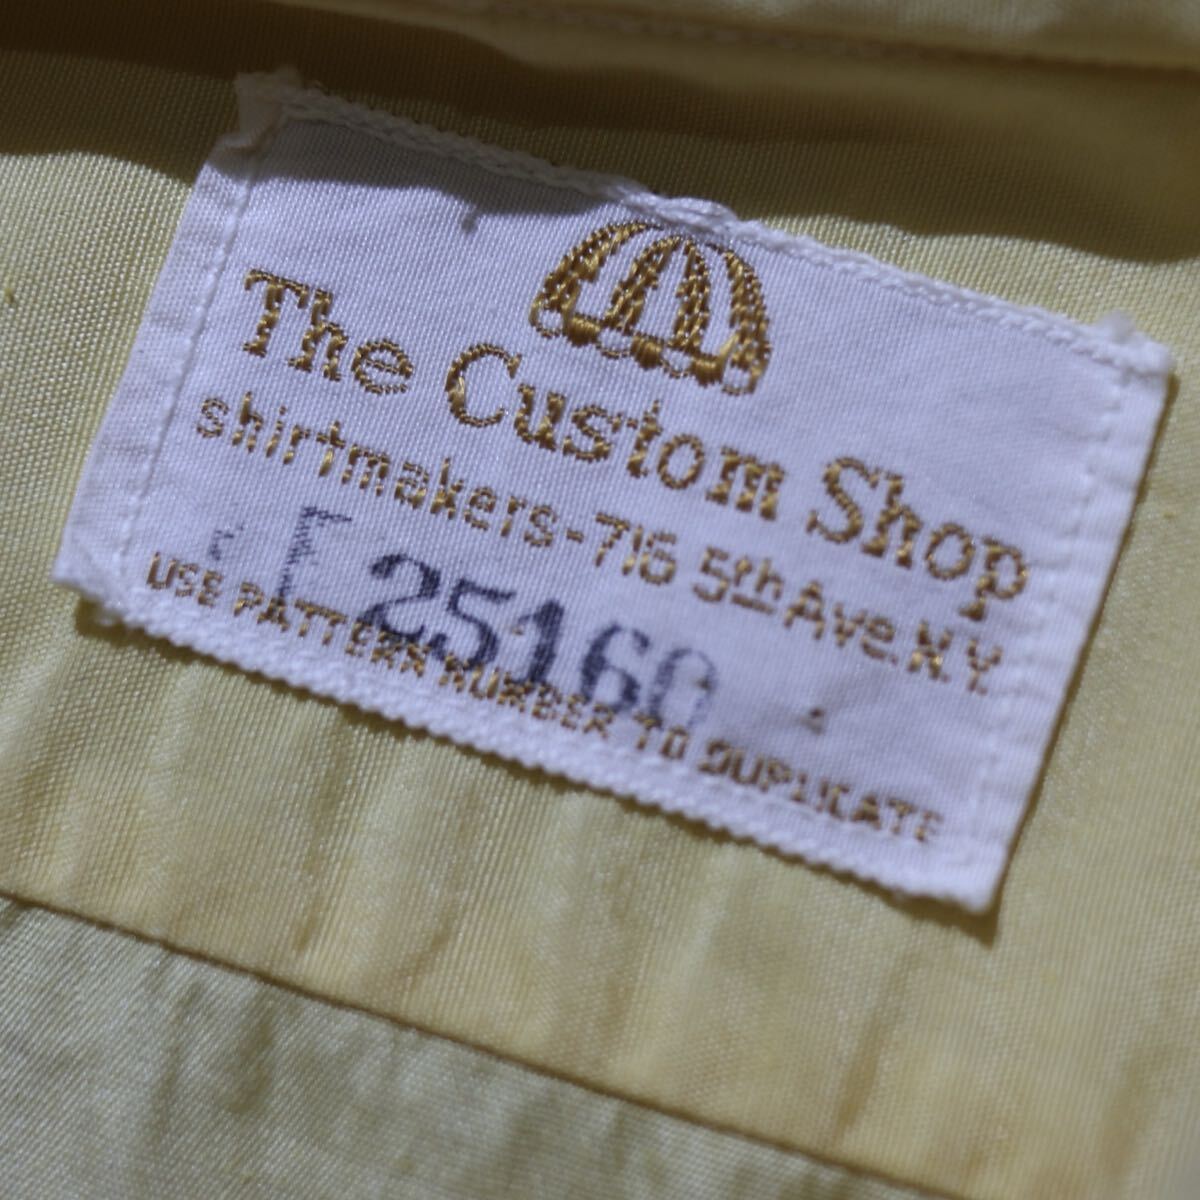 The Custom Shop
shirtmakers-716 5th Ave. N.Y.
25160
USE PATTERN NUMBER TO DUPLICATE